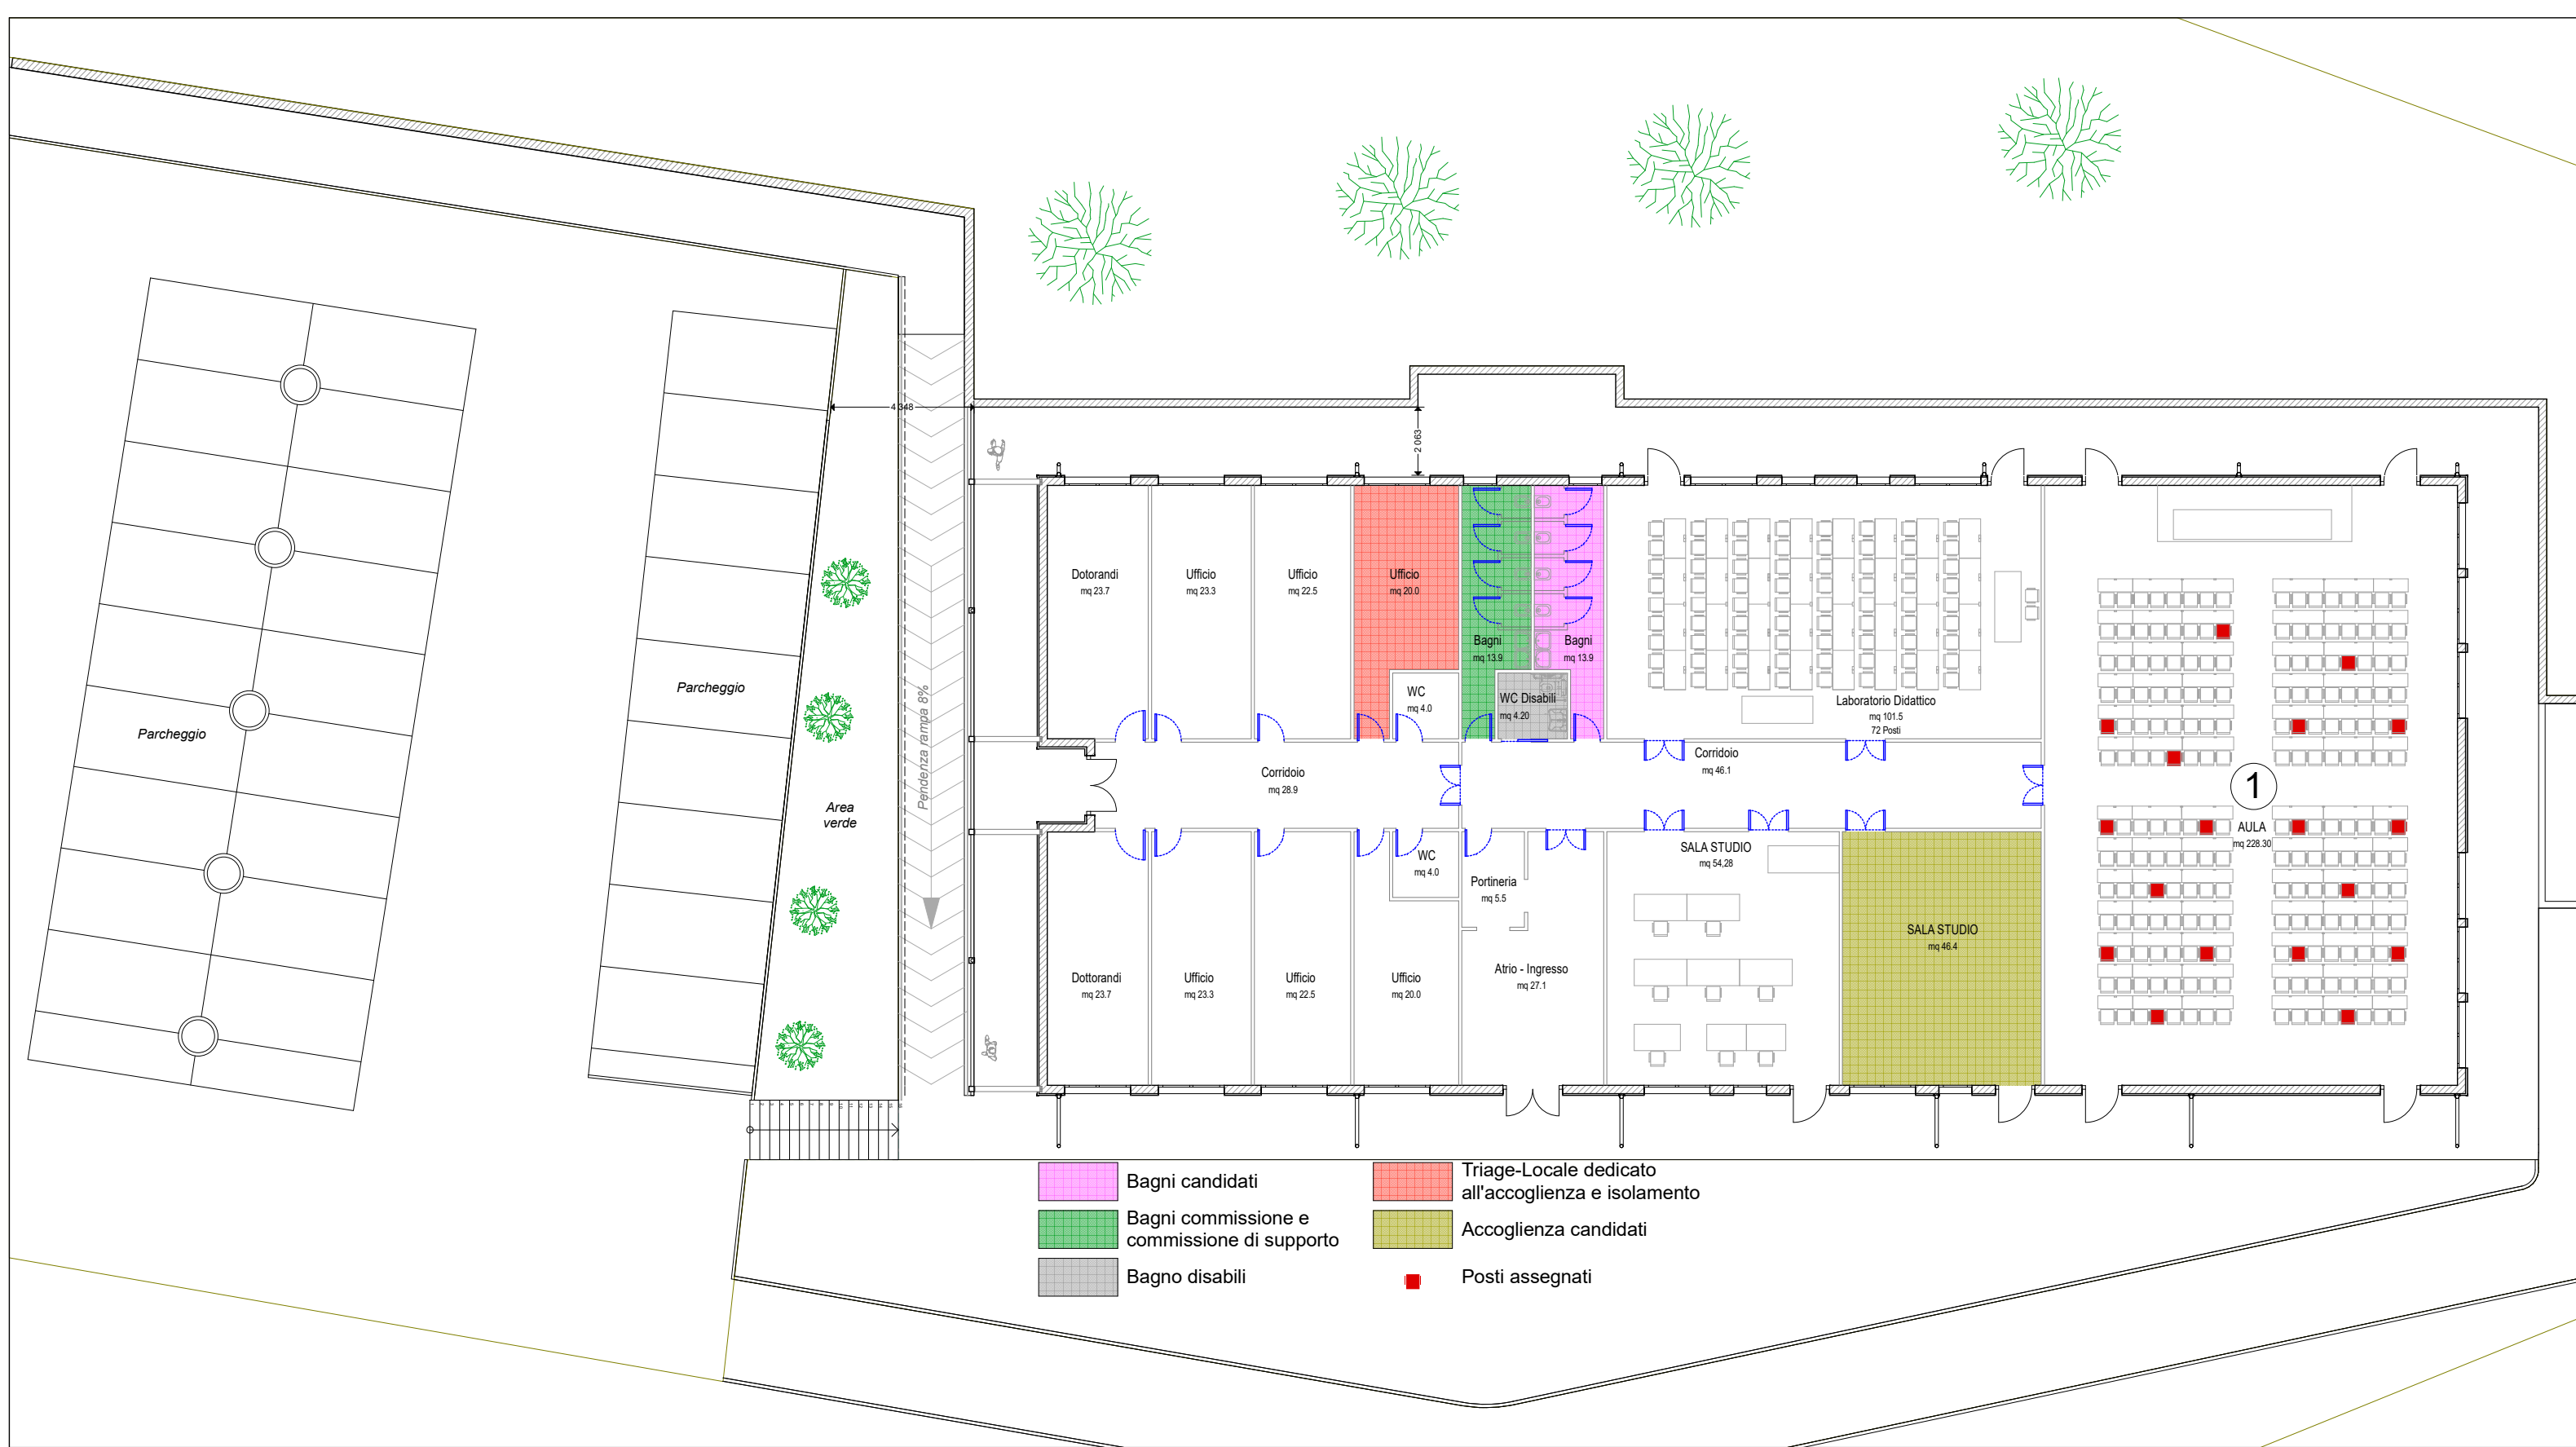 4 348
2 063
Dotorandi
mq 23.7
Ufficio
mq 23.3
Ufficio
mq 22.5
Ufficio
mq 20.0
Bagni
mq 13.9
Bagni
mq 13.9
WC
mq 4.0
WC Disabili
mq 4.20
Laboratorio Didattico
mq 101.5
72 Posti
Parcheggio
Parcheggio
Pendenza rampa 8%
Area
verde
Corridoio
mq 28.9
Corridoio
mq 46.1
1
AULA
mq 228.30
WC
mq 4.0
Portineria
mq 5.5
SALA STUDIO
mq 54,28
SALA STUDIO
mq 46.4
Dottorandi
mq 23.7
Ufficio
mq 23.3
Ufficio
mq 22.5
Ufficio
mq 20.0
Atrio - Ingresso
mq 27.1
Bagni candidati
Bagni commissione e
commissione di supporto
Bagno disabili
Triage-Locale dedicato
all'accoglienza e isolamento
Accoglienza candidati
Posti assegnati